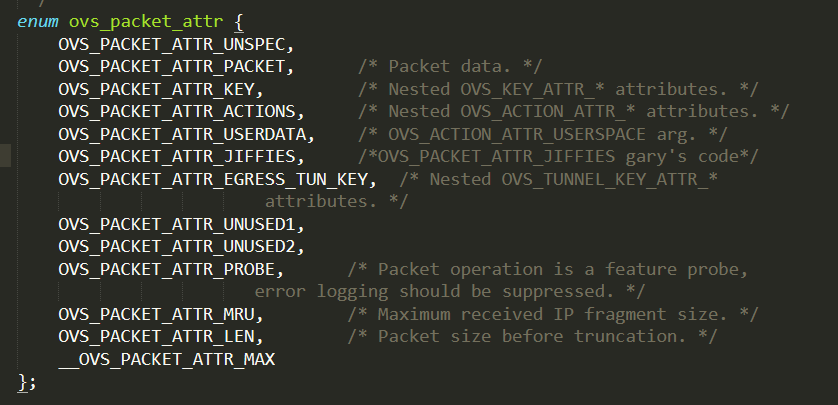 */
enum ovs_packet_attr {
OVS_PACKET_ATTR_UNSPEC,
OVS_PACKET_ATTR_PACKET, /* Packet data. */
OVS_PACKET_ATTR_KEY, /* Nested OVS_KEY_ATTR_* attributes. */
OVS_PACKET_ATTR_ACTIONS, /* Nested OVS_ACTION_ATTR_* attributes. */
OVS_PACKET_ATTR_USERDATA, /* OVS_ACTION_ATTR_USERSPACE arg. */
OVS_PACKET_ATTR_JIFFIES, /*OVS_PACKET_ATTR_JIFFIES gary's code*/
OVS_PACKET_ATTR_EGRESS_TUN_KEY, /* Nested OVS_TUNNEL_KEY_ATTR_*
attributes. */
OVS_PACKET_ATTR_UNUSED1,
OVS_PACKET_ATTR_UNUSED2,
OVS_PACKET_ATTR_PROBE, /* Packet operation is a feature probe,
error logging should be suppressed. */
OVS_PACKET_ATTR_MRU, /* Maximum received IP fragment size. */
OVS_PACKET_ATTR_LEN, /* Packet size before truncation. */
__OVS_PACKET_ATTR_MAX
};